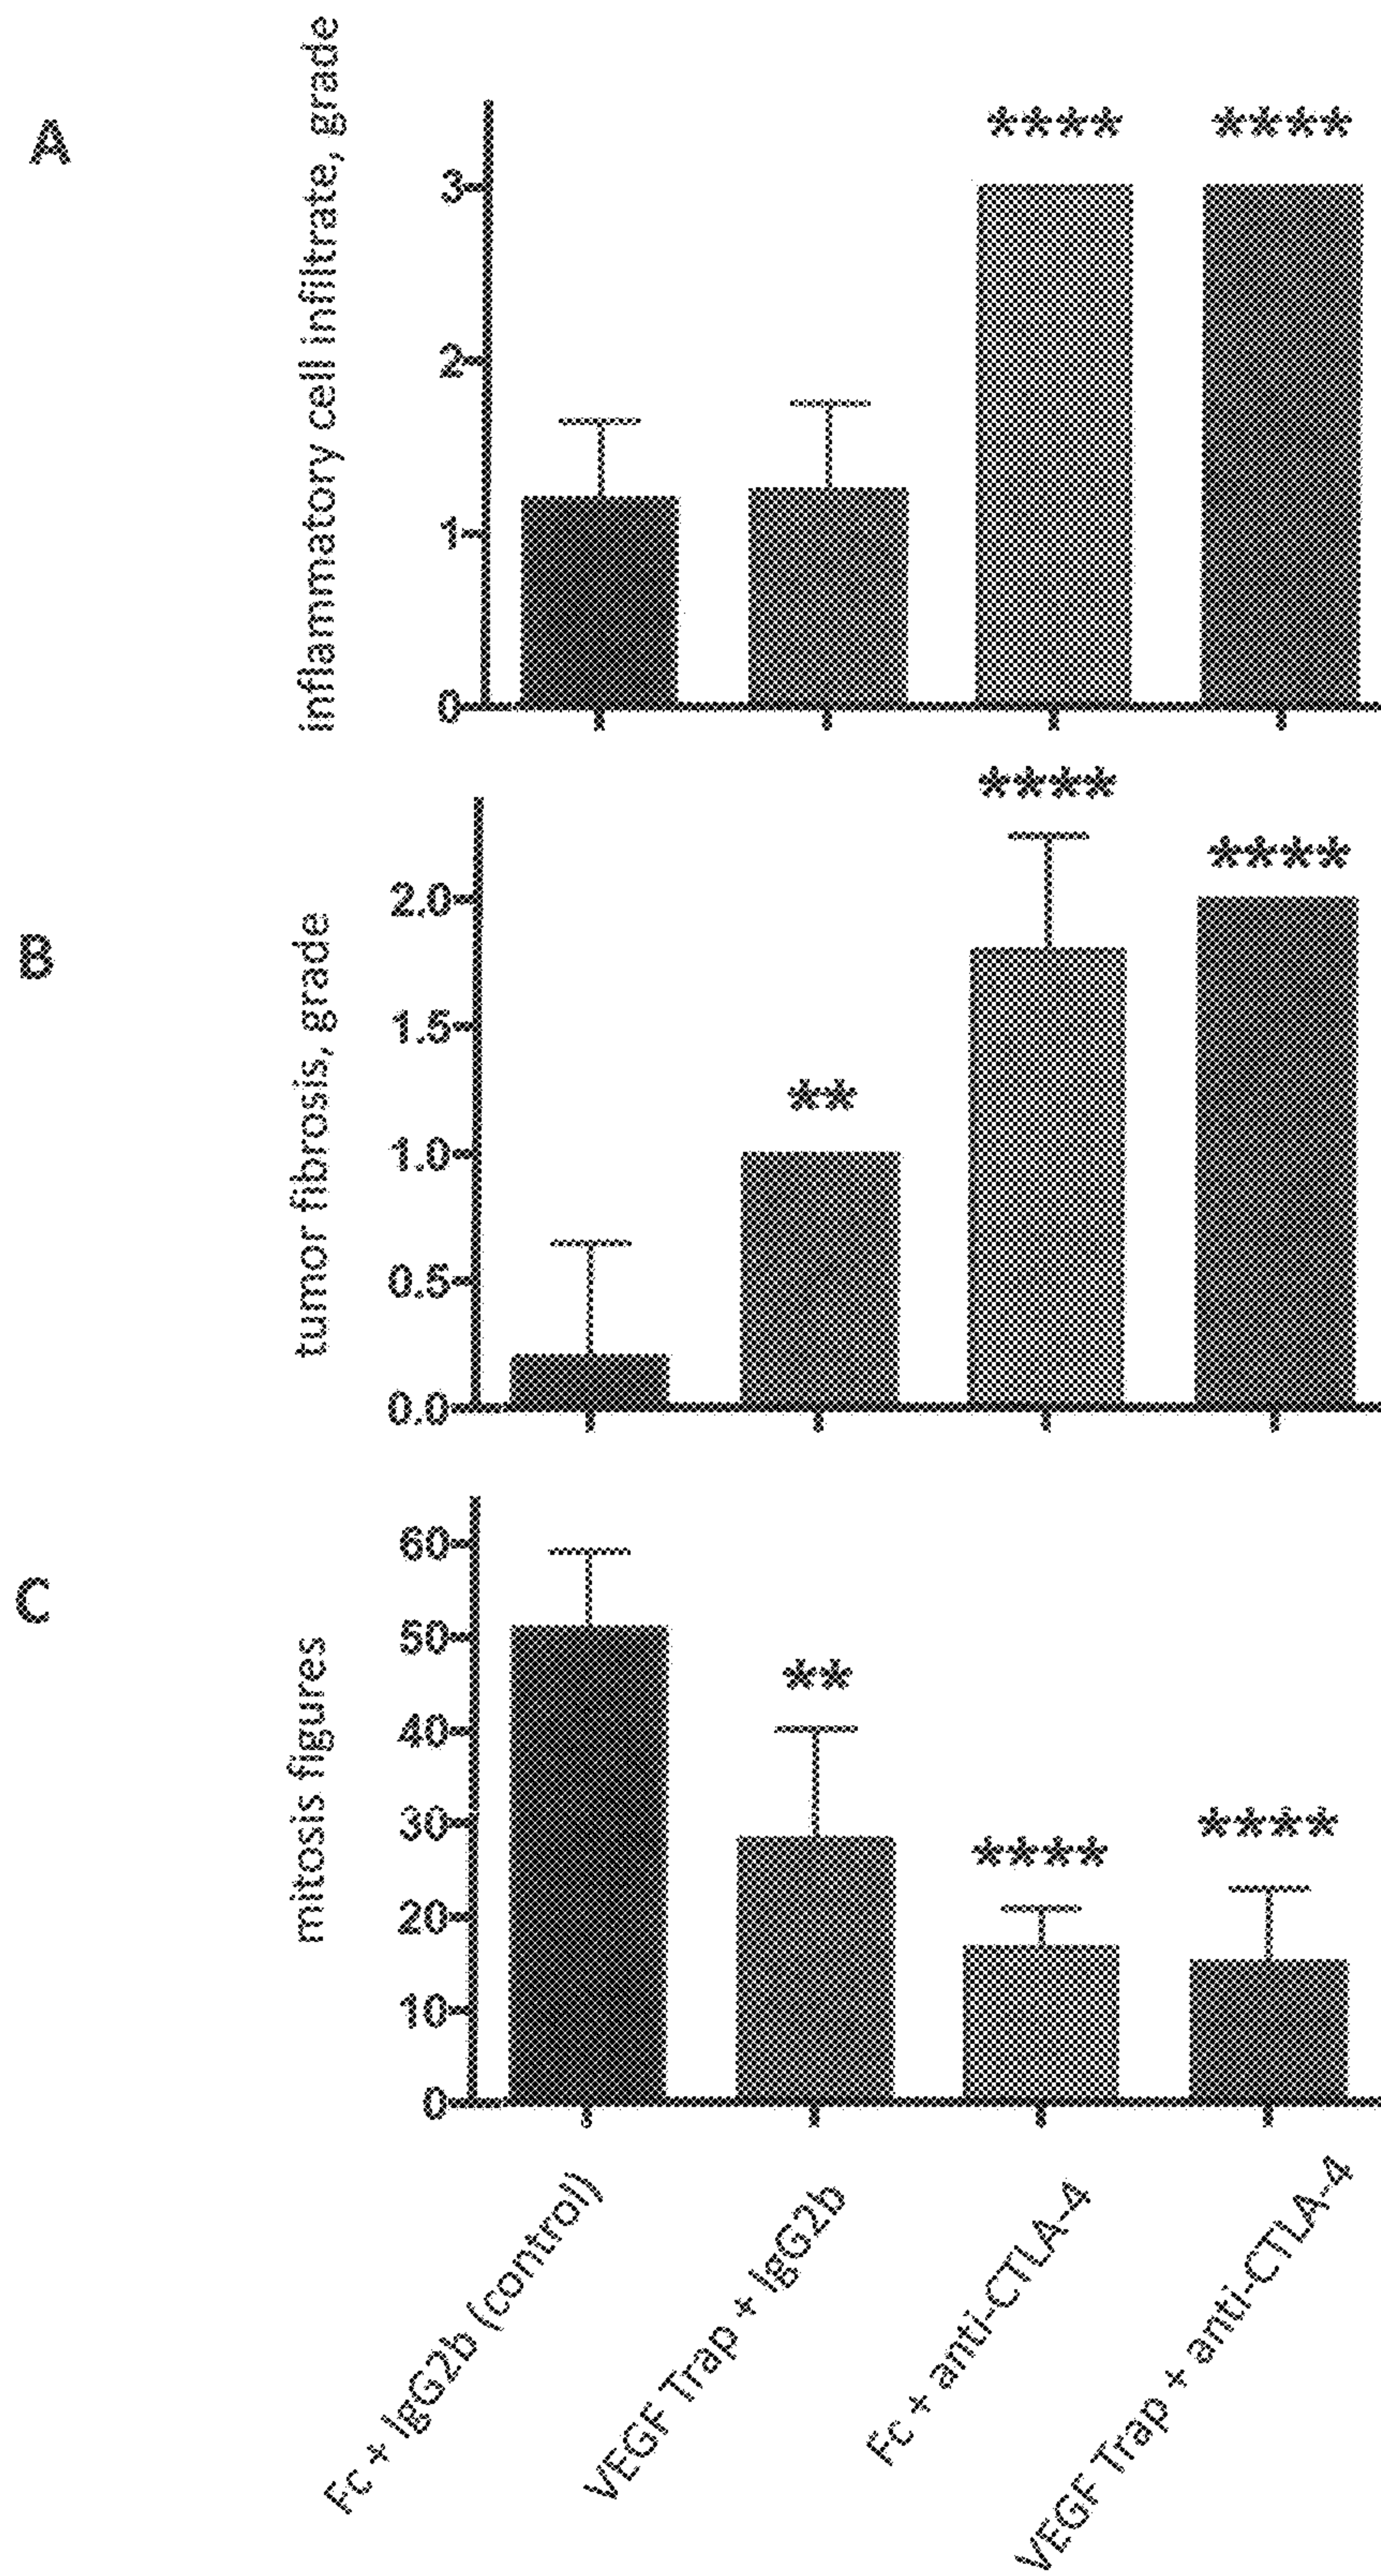 A
inflammatory cell infiltrate, grade
3
2
1
0
****
****
B
tumor fibrosis, grade
2.0
1.5
1.0
0.5
0.0
**
****
****
C
mitosis figures
60
50
40
30
20
10
0
**
****
****
Fc + IgG2b (control)
VEGF Trap + IgG2b
Fc + anti-CTLA-4
VEGF Trap + anti-CTLA-4